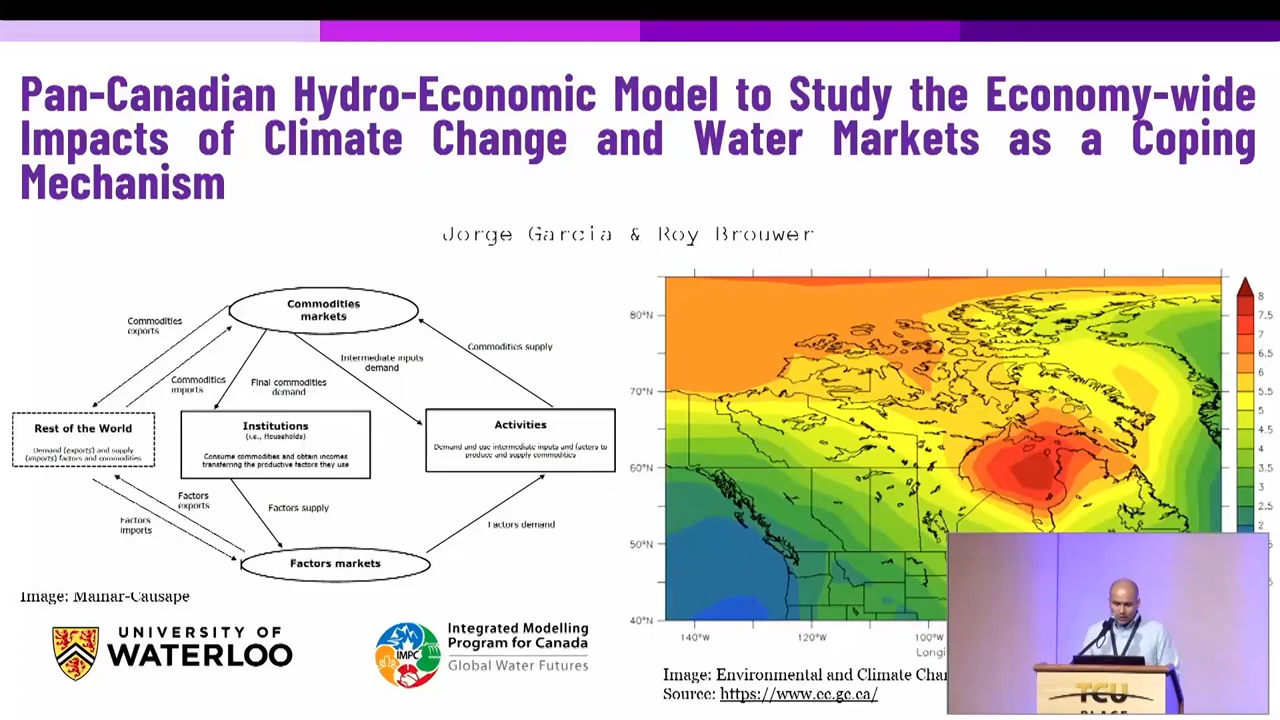 Pan-Canadian Hydro-Economic Model to Study the Economy-wide
Impacts of Climate Change and Water Markets as a Coping
Mechanism
Jorge Garcia & Roy Brouwer
Commodities
markets
Commodities
exports
Commodities
imports
Final commodities
demand
Intermediate inputs
demand
Commodities supply
Rest of the World
Demand (exports) and supply
(imports) factors and commodities
Institutions
(i.e., Households)
Consume commodities and obtain incomes
transferring the productive factors they use
Activities
Demand and use intermediate inputs and factors to
produce and supply commodities
Factors
exports
Factors
imports
Factors supply
Factors demand
Factors markets
Image: Mainar-Causape
UNIVERSITY OF
WATERLOO
IMPC
Integrated Modelling
Program for Canada
Global Water Futures
80°N
70°N
60°N
50°N
40°N
140°W
120°W
100°W
Longi
8
7.5
7
6.5
6
5.5
5
4.5
4
3.5
3
2.5
2
Image: Environmental and Climate Chan
Source: https://www.ec.gc.ca/
TCU
PLACE